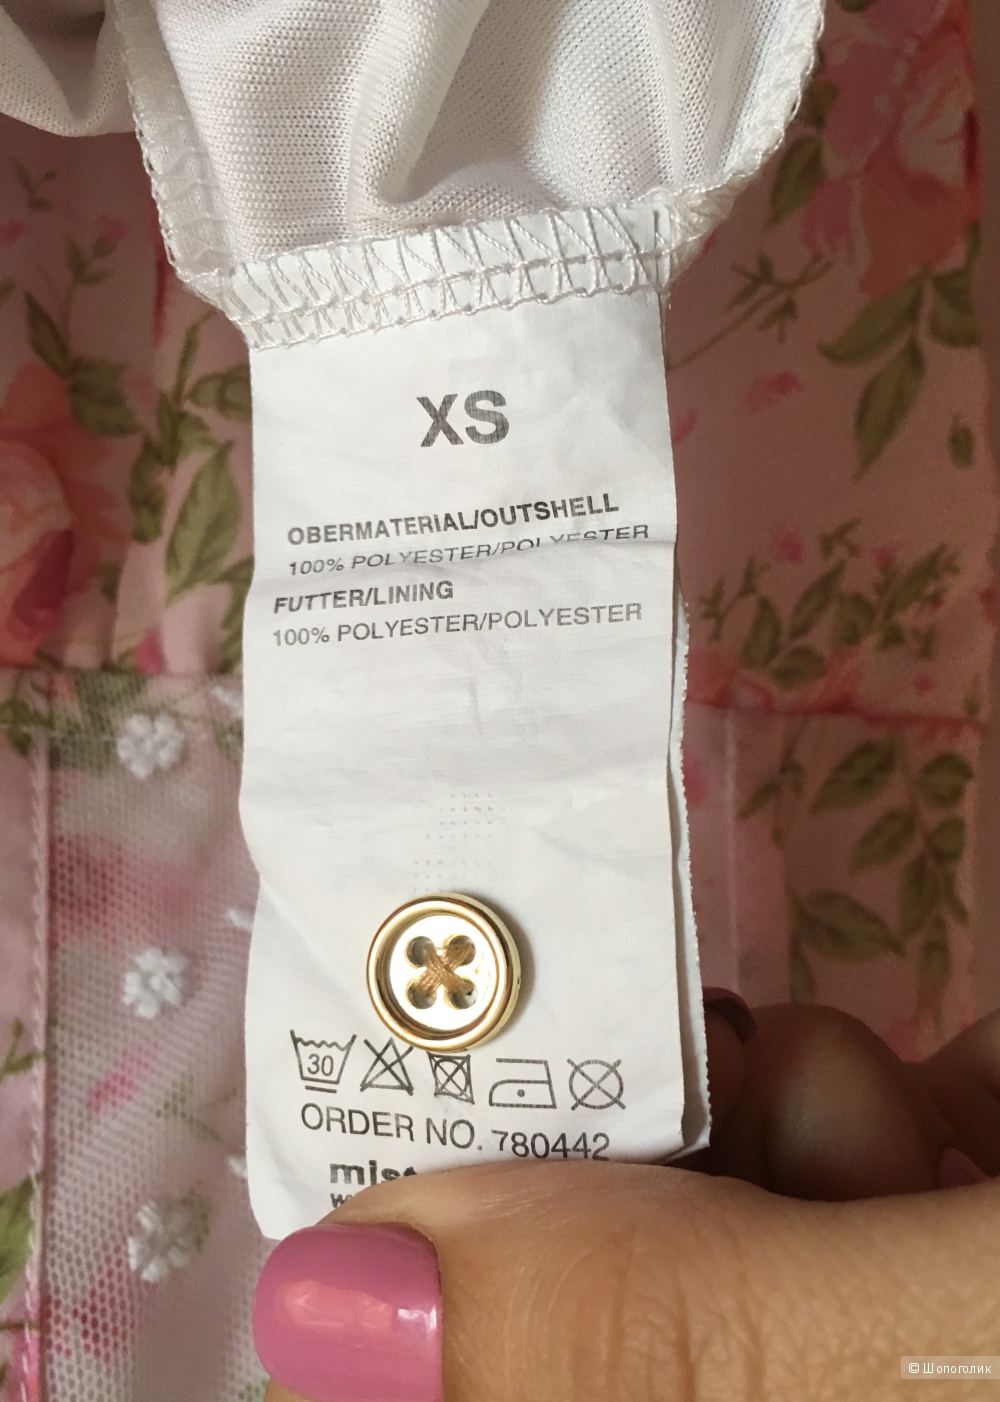 XS
OBERMATERIAL/OUTSHELL
100% POLYESTER/POLYESTER
FUTTER/LINING
100% POLYESTER/POLYESTER
30
ORDER NO. 780442
© Шопоголик